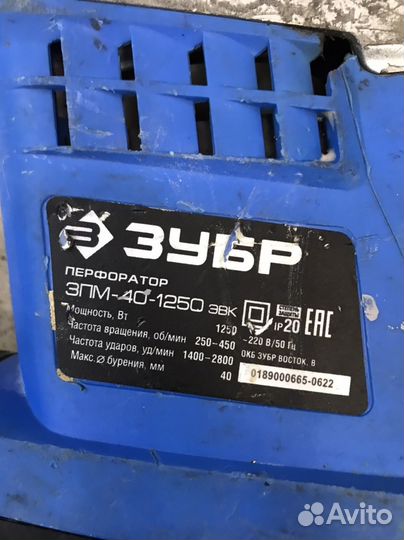 ЗУБР
ПЕРФОРАТОР
ЗПМ-40-1250 ЭВК
Мощность, Вт 1250
Частота вращения, об/мин 250-450
Частота ударов, уд/мин 1400-2800
Макс. Ø бурения, мм 40
IP20 EAC
~220 В/50 Гц
ОКБ ЗУБР ВОСТОК, В
0189000665-0622
Avito